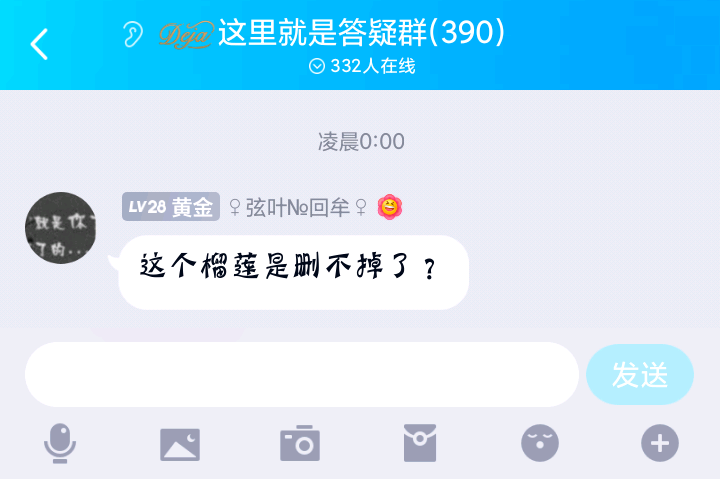 Deja 这里就是答疑群(390)
332人在线
凌晨0:00
LV28 黄金 ♀弦叶№回牟♀
就是你
了的...
这个榴莲是删不掉了？
发送